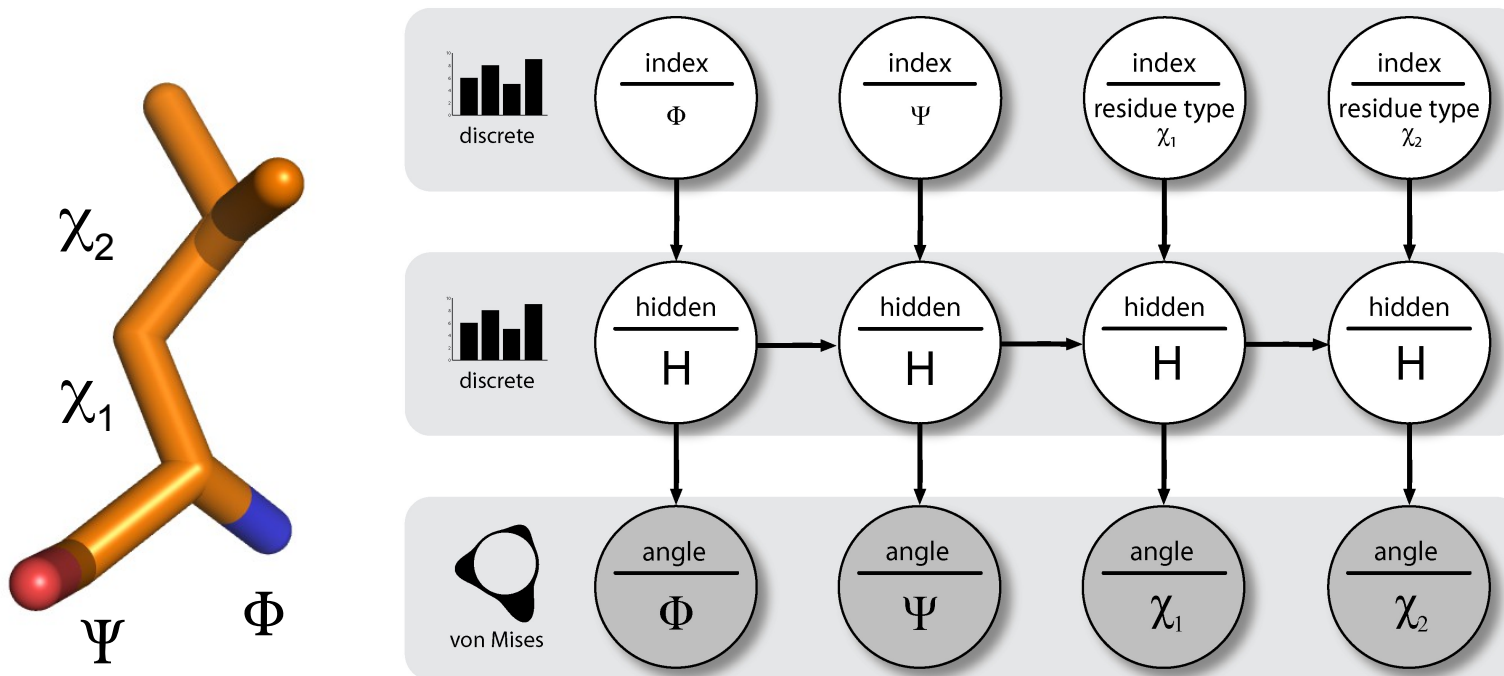 χ2
χ1
Ψ
Φ
discrete
index
Φ
index
Ψ
index
residue type
χ1
index
residue type
χ2
discrete
hidden
H
hidden
H
hidden
H
hidden
H
von Mises
angle
Φ
angle
Ψ
angle
χ1
angle
χ2